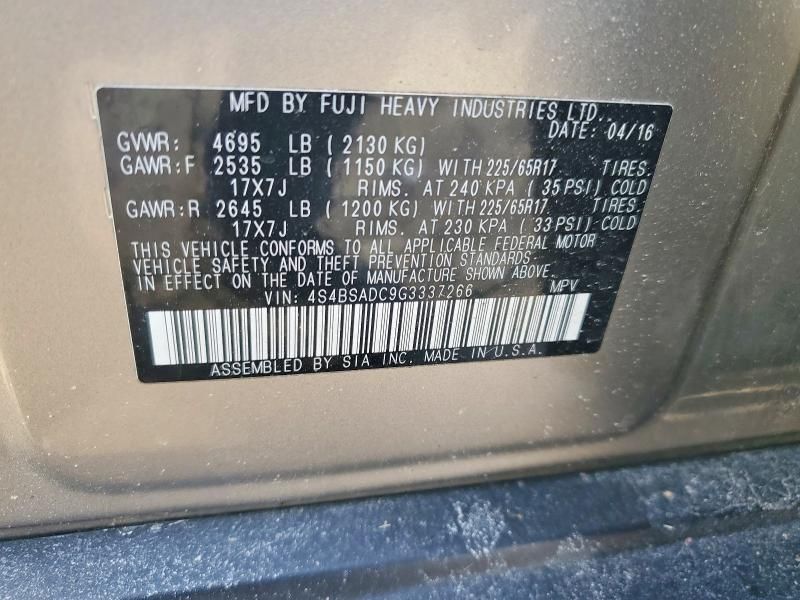 MFD BY FUJI HEAVY INDUSTRIES LTD.
DATE: 04/16
GVWR: 4695 LB ( 2130 KG)
GAWR:F 2535 LB ( 1150 KG) WITH 225/65R17 TIRES
17X7J RIMS. AT 240 KPA ( 35 PSI) COLD
GAWR:R 2645 LB ( 1200 KG) WITH 225/65R17 TIRES
17X7J RIMS. AT 230 KPA ( 33 PSI) COLD
THIS VEHICLE CONFORMS TO ALL APPLICABLE FEDERAL MOTOR
VEHICLE SAFETY AND THEFT PREVENTION STANDARDS
IN EFFECT ON THE DATE OF MANUFACTURE SHOWN ABOVE.
VIN: 4S4BSADC9G3337266 MPV
ASSEMBLED BY SIA INC. MADE IN U.S.A.